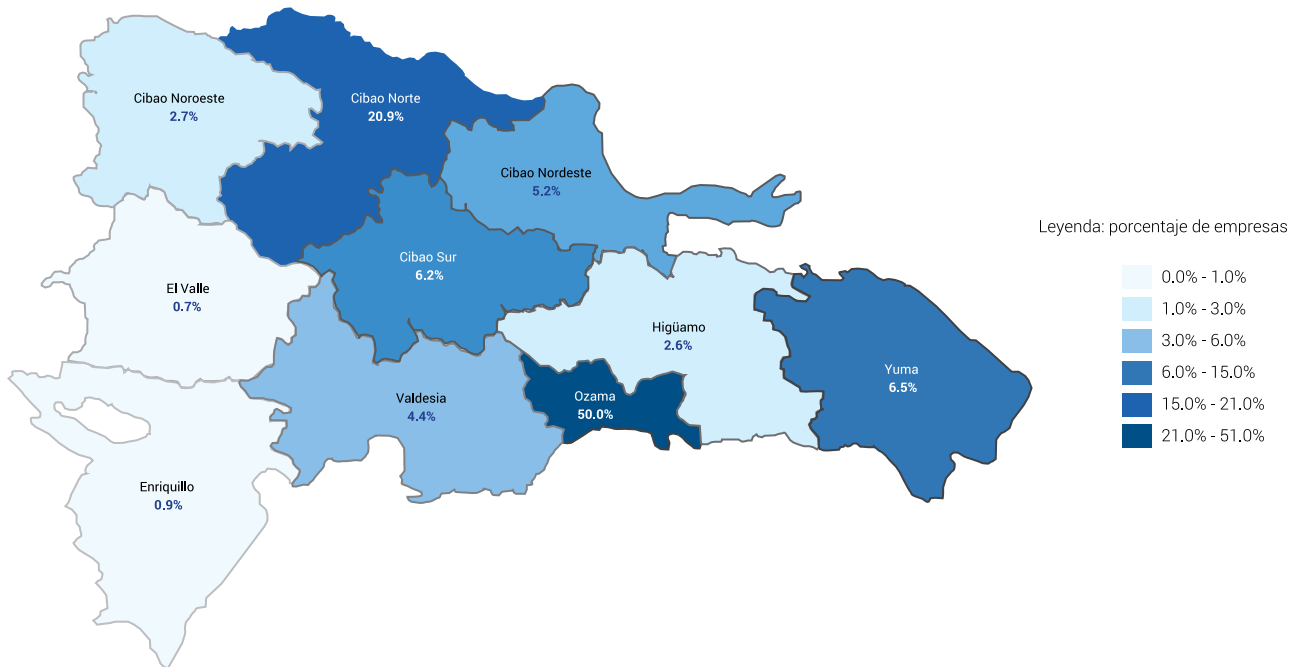 Cibao Noroeste
2.7%
Cibao Norte
20.9%
Cibao Nordeste
5.2%
Cibao Sur
6.2%
El Valle
0.7%
Higüamo
2.6%
Yuma
6.5%
Valdesia
4.4%
Ozama
50.0%
Enriquillo
0.9%
Leyenda: porcentaje de empresas
0.0% - 1.0%
1.0% - 3.0%
3.0% - 6.0%
6.0% - 15.0%
15.0% - 21.0%
21.0% - 51.0%